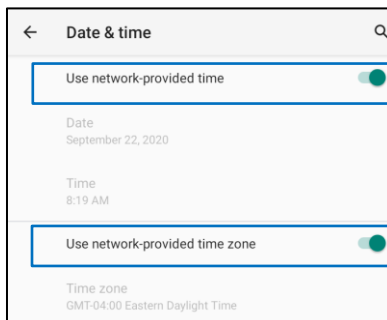 Date & time
Use network-provided time
Date
September 22, 2020
Time
8:19 AM
Use network-provided time zone
Time zone
GMT-04:00 Eastern Daylight Time